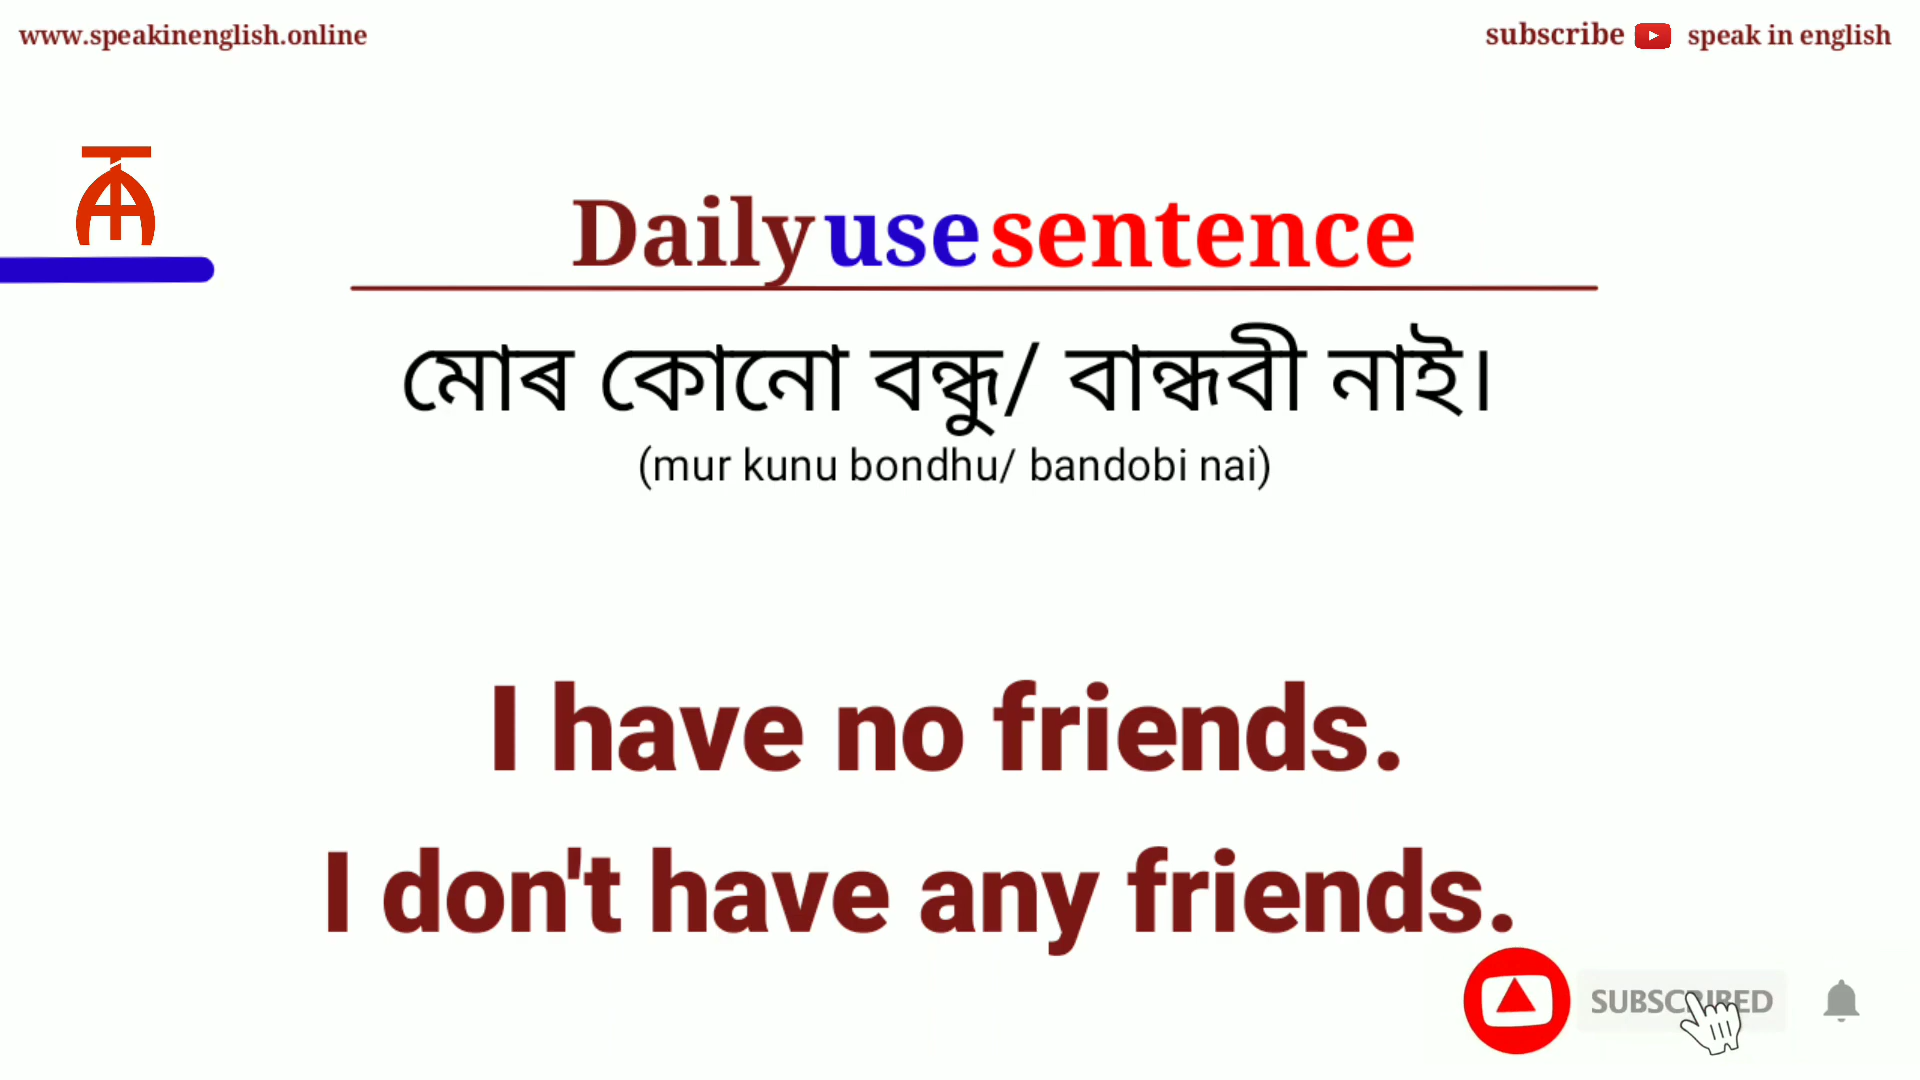 www.speakinenglish.online
subscribe speak in english
Daily use sentence
মোৰ কোনো বন্ধু/ বান্ধৱী নাই।
(mur kunu bondhu/ bandobi nai)
I have no friends.
I don't have any friends.
SUBSCRIBED